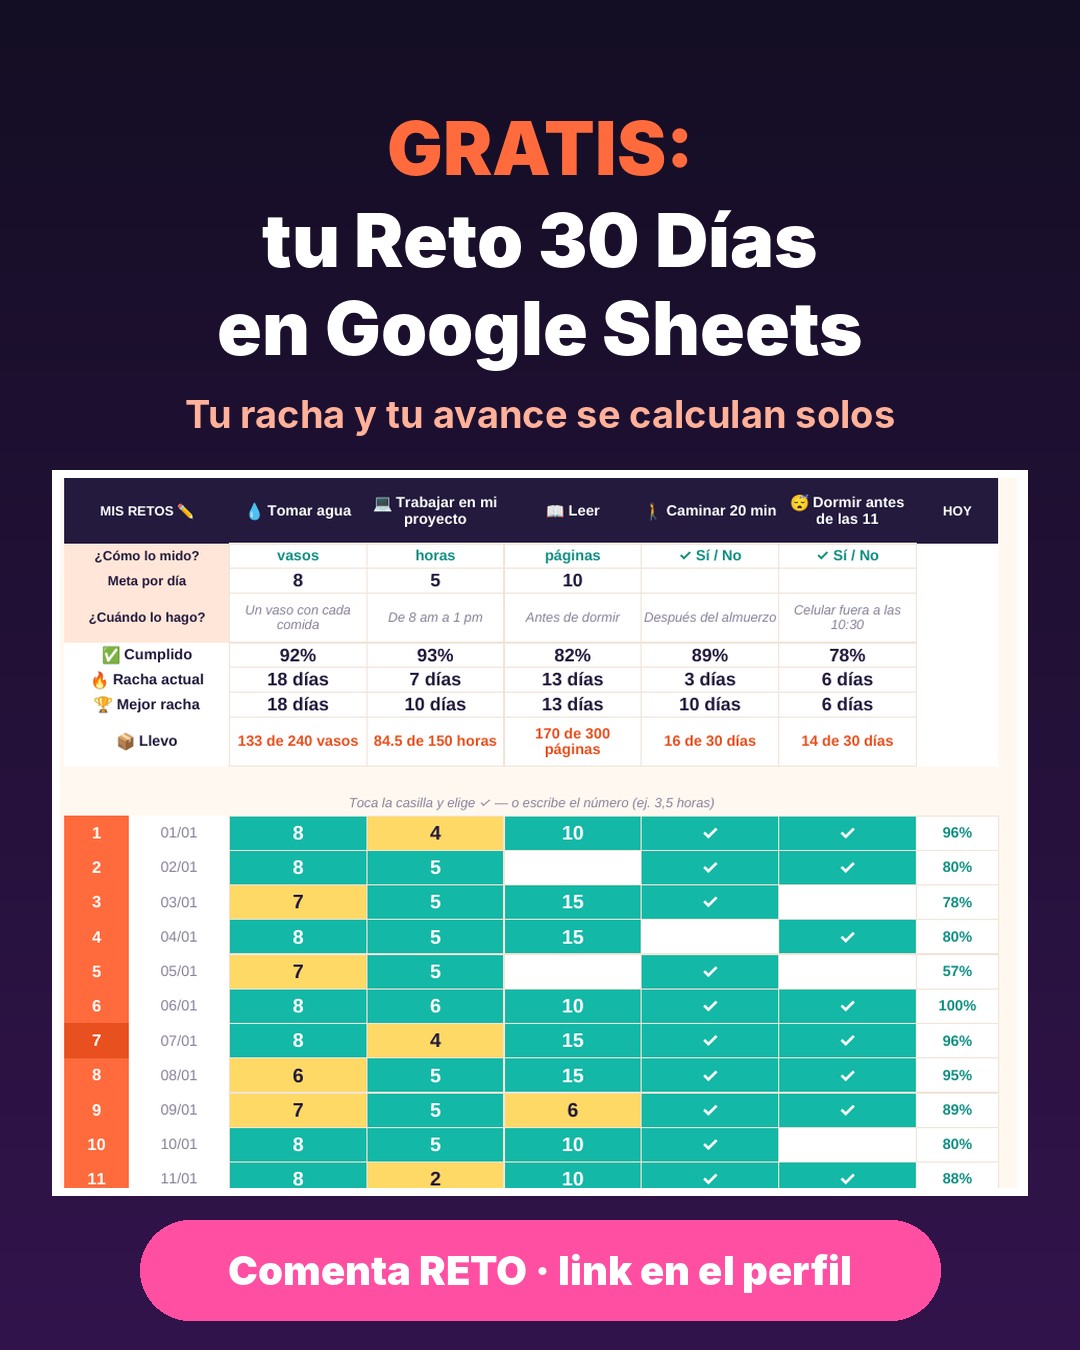 GRATIS:
tu Reto 30 Días
en Google Sheets
Tu racha y tu avance se calculan solos
MIS RETOS ✏️ 💧 Tomar agua 💻 Trabajar en mi proyecto 📖 Leer 🚶 Caminar 20 min 😴 Dormir antes de las 11 HOY
¿Cómo lo mido? vasos horas páginas ✓ Sí / No ✓ Sí / No
Meta por día 8 5 10
¿Cuándo lo hago? Un vaso con cada comida De 8 am a 1 pm Antes de dormir Después del almuerzo Celular fuera a las 10:30
✅ Cumplido 92% 93% 82% 89% 78%
🔥 Racha actual 18 días 7 días 13 días 3 días 6 días
🏆 Mejor racha 18 días 10 días 13 días 10 días 6 días
📦 Llevo 133 de 240 vasos 84.5 de 150 horas 170 de 300 páginas 16 de 30 días 14 de 30 días
Toca la casilla y elige ✓ — o escribe el número (ej. 3,5 horas)
1 01/01 8 4 10 ✓ ✓ 96%
2 02/01 8 5 ✓ ✓ 80%
3 03/01 7 5 15 ✓ 78%
4 04/01 8 5 15 ✓ 80%
5 05/01 7 5 ✓ 57%
6 06/01 8 6 10 ✓ ✓ 100%
7 07/01 8 4 15 ✓ ✓ 96%
8 08/01 6 5 15 ✓ ✓ 95%
9 09/01 7 5 6 ✓ ✓ 89%
10 10/01 8 5 10 ✓ 80%
11 11/01 8 2 10 ✓ ✓ 88%
Comenta RETO · link en el perfil